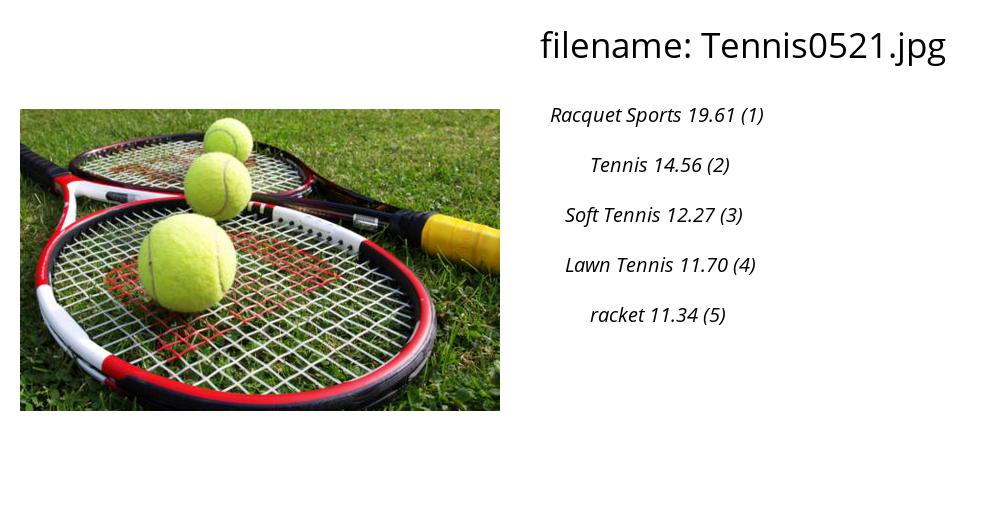 filename: Tennis0521.jpg
Racquet Sports 19.61 (1)
Tennis 14.56 (2)
Soft Tennis 12.27 (3)
Lawn Tennis 11.70 (4)
racket 11.34 (5)